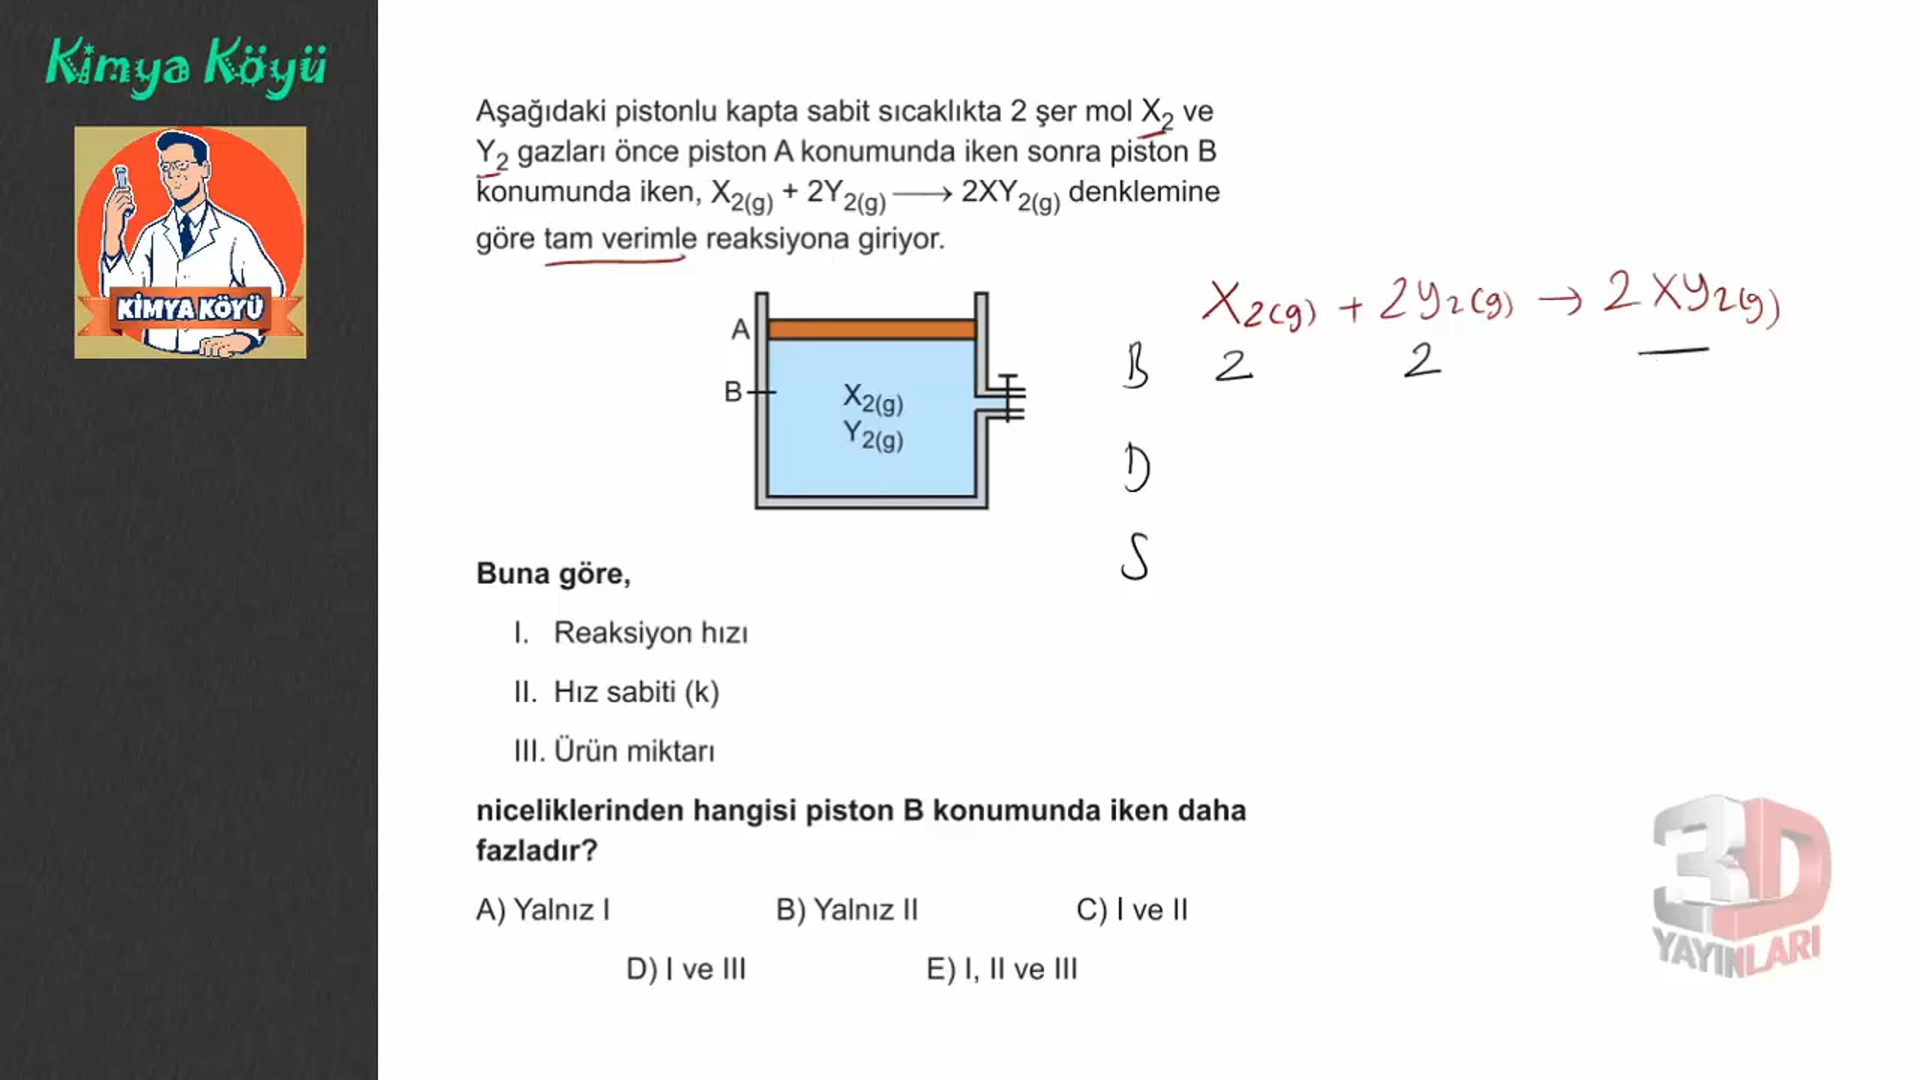 Kimya Köyü
KİMYA KÖYÜ
Aşağıdaki pistonlu kapta sabit sıcaklıkta 2 şer mol X₂ ve
Y₂ gazları önce piston A konumunda iken sonra piston B
konumunda iken, X₂(g) + 2Y₂(g) ⟶ 2XY₂(g) denklemine
göre tam verimle reaksiyona giriyor.
X₂(g) + 2Y₂(g) → 2XY₂(g)
A
B 2 2 —
B
X₂(g)
Y₂(g)
D
S
Buna göre,
I. Reaksiyon hızı
II. Hız sabiti (k)
III. Ürün miktarı
niceliklerinden hangisi piston B konumunda iken daha
fazladır?
A) Yalnız I B) Yalnız II C) I ve II
D) I ve III E) I, II ve III
3D
YAYINLARI